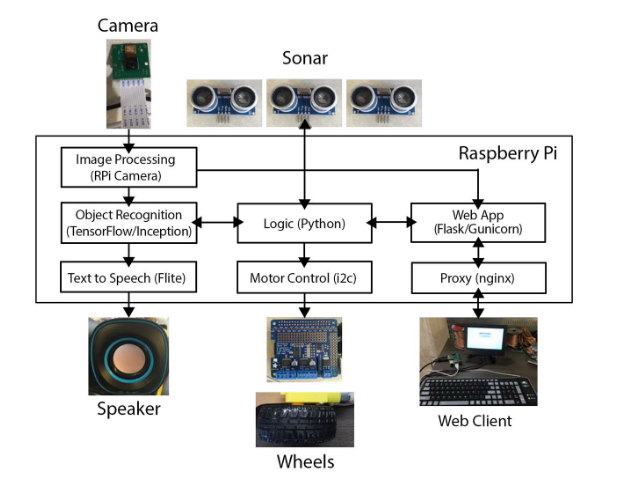 Camera
Sonar
Raspberry Pi
Image Processing
(RPi Camera)
Object Recognition
(TensorFlow/Inception)
Logic (Python)
Web App
(Flask/Gunicorn)
Text to Speech (Flite)
Motor Control (i2c)
Proxy (nginx)
Speaker
Wheels
Web Client